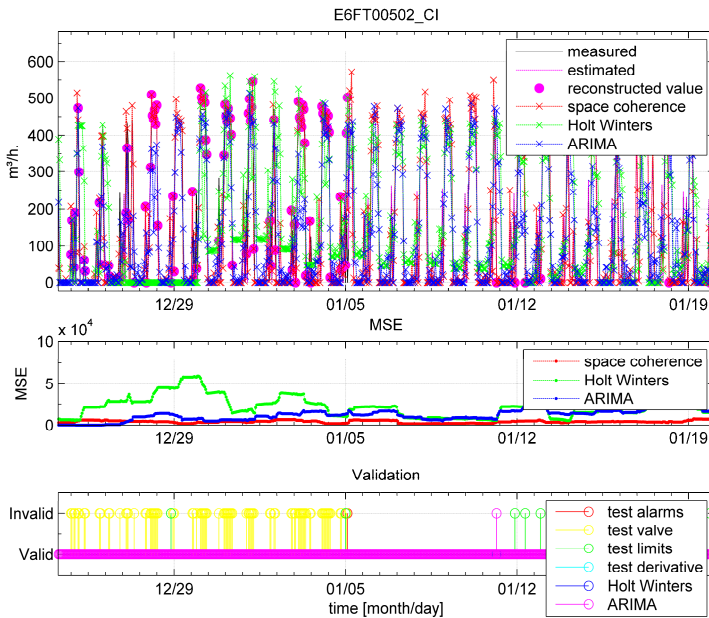 E6FT00502_CI
600
500
400
300
200
100
0
m³/h.
measured
estimated
reconstructed value
space coherence
Holt Winters
ARIMA
12/29
01/05
01/12
01/19
MSE
x 10⁴
10
5
0
MSE
space coherence
Holt Winters
ARIMA
12/29
01/05
01/12
01/19
Validation
Invalid
Valid
test alarms
test valve
test limits
test derivative
Holt Winters
ARIMA
12/29
01/05
01/12
time [month/day]